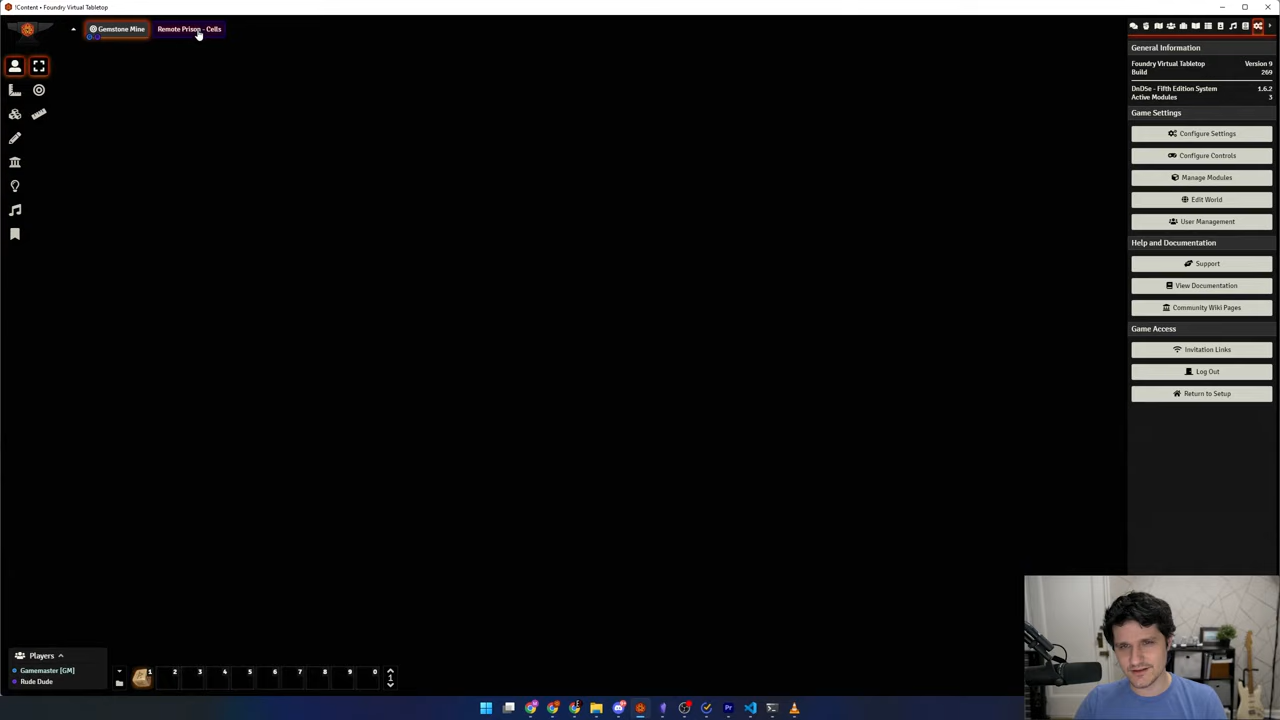 !Content • Foundry Virtual Tabletop
Gemstone Mine
Remote Prison - Cells
General Information
Foundry Virtual Tabletop Version 9
Build 269
DnD5e - Fifth Edition System 1.6.2
Active Modules 3
Game Settings
Configure Settings
Configure Controls
Manage Modules
Edit World
User Management
Help and Documentation
Support
View Documentation
Community Wiki Pages
Game Access
Invitation Links
Log Out
Return to Setup
Players
Gamemaster [GM]
Rude Dude
1 2 3 4 5 6 7 8 9 0
1